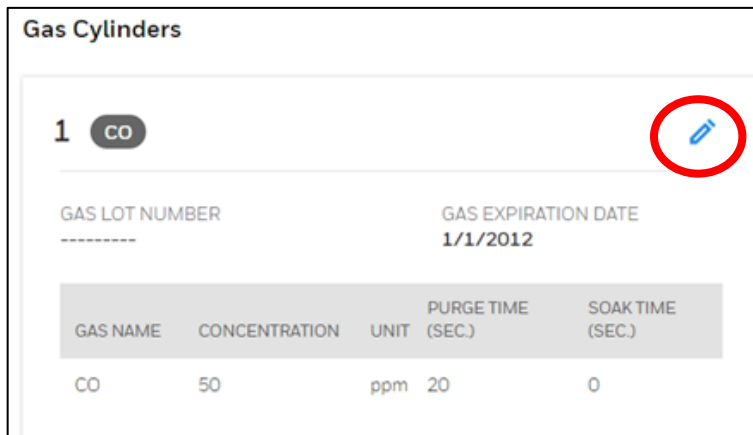 Gas Cylinders
1 CO
GAS LOT NUMBER GAS EXPIRATION DATE
--------- 1/1/2012
GAS NAME CONCENTRATION UNIT PURGE TIME (SEC.) SOAK TIME (SEC.)
CO 50 ppm 20 0